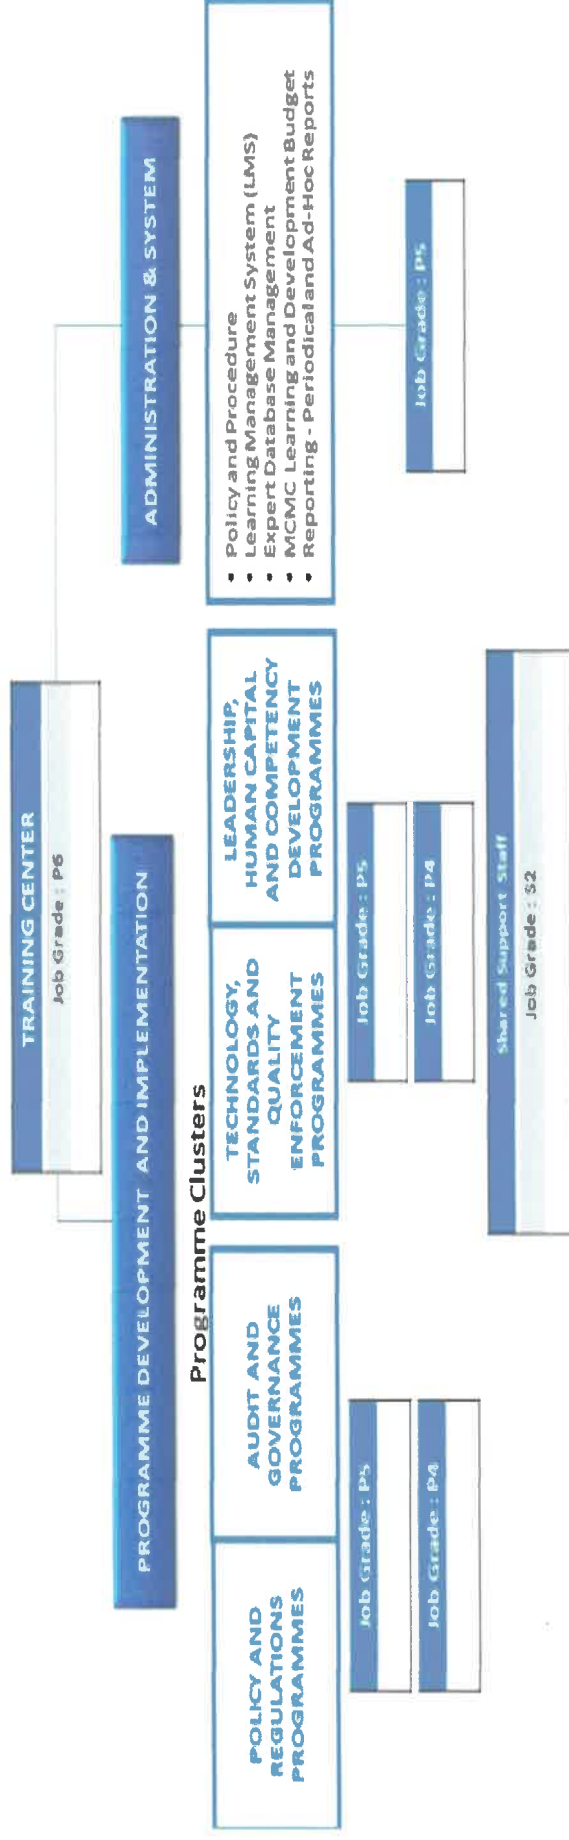 TRAINING CENTER
Job Grade : P6
PROGRAMME DEVELOPMENT AND IMPLEMENTATION
ADMINISTRATION & SYSTEM
Programme Clusters
POLICY AND
REGULATIONS
PROGRAMMES
AUDIT AND
GOVERNANCE
PROGRAMMES
TECHNOLOGY,
STANDARDS AND
QUALITY
ENFORCEMENT
PROGRAMMES
LEADERSHIP,
HUMAN CAPITAL
AND COMPETENCY
DEVELOPMENT
PROGRAMMES
• Policy and Procedure
• Learning Management System (LMS)
• Expert Database Management
• MCMC Learning and Development Budget
• Reporting - Periodical and Ad-Hoc Reports
Job Grade : P5
Job Grade : P4
Job Grade : P5
Job Grade : P4
Job Grade : P5
Shared Support Staff
Job Grade : S2